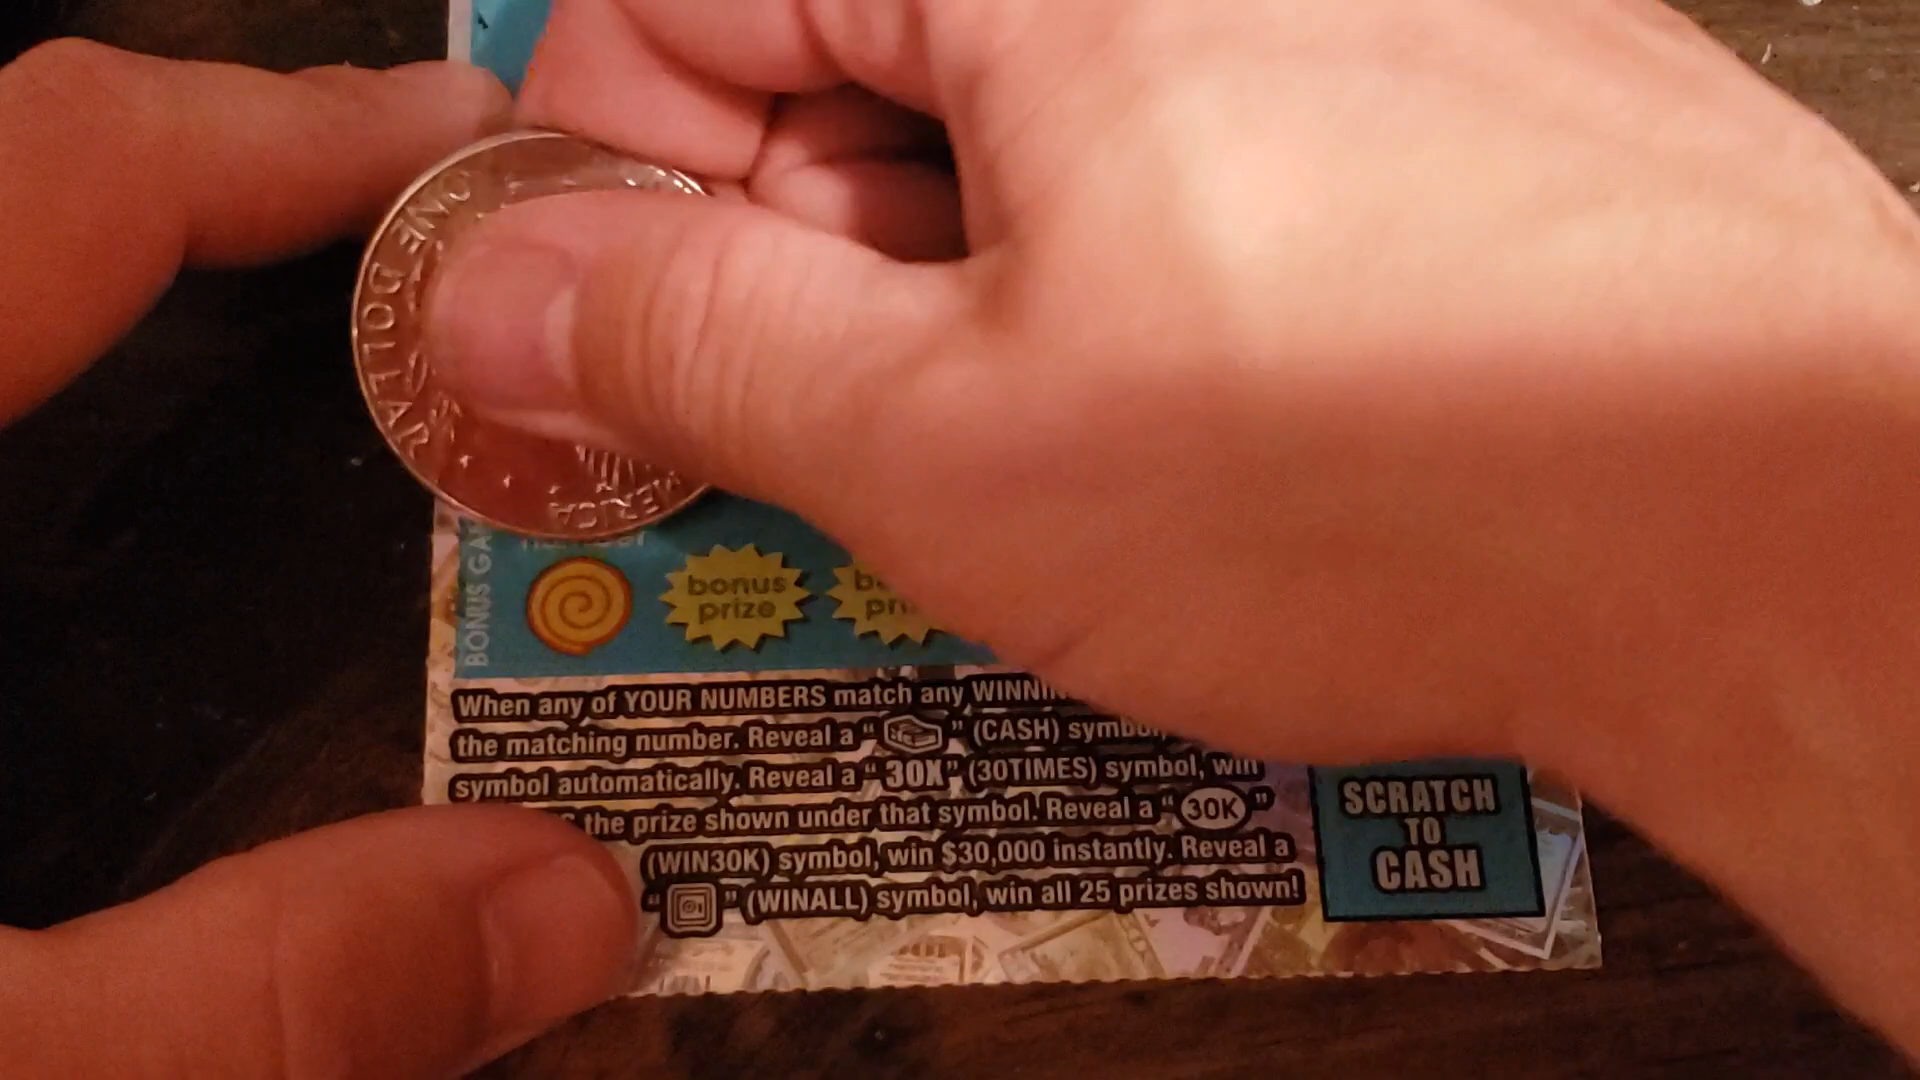 ONE DOLLAR
MERICA
BONUS GA
bonus
prize
When any of YOUR NUMBERS match any
the matching number. Reveal a " " (CASH)
symbol automatically. Reveal a "30X" (30TIMES) symbol, win
the prize shown under that symbol. Reveal a "30K"
(WIN30K) symbol, win $30,000 instantly. Reveal a
" " (WINALL) symbol, win all 25 prizes shown!
SCRATCH
TO
CASH